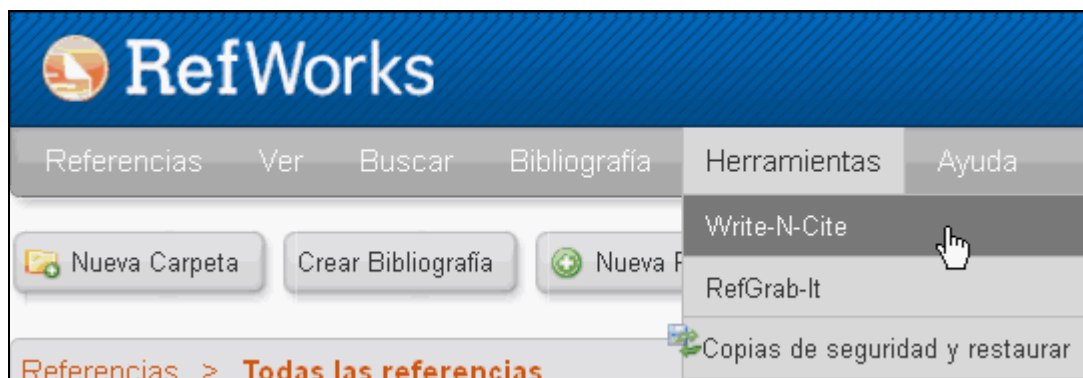 RefWorks
Referencias Ver Buscar Bibliografía Herramientas Ayuda
Write-N-Cite
Nueva Carpeta Crear Bibliografía Nueva
RefGrab-It
Copias de seguridad y restaurar
Referencias > Todas las referencias